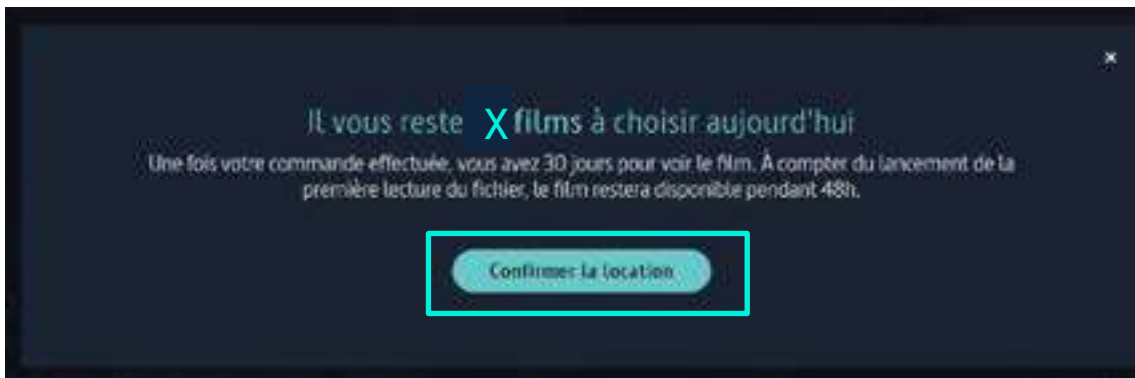 ×
Il vous reste X films à choisir aujourd'hui
Une fois votre commande effectuée, vous avez 30 jours pour voir le film. À compter du lancement de la
première lecture du fichier, le film restera disponible pendant 48h.
Confirmer la location